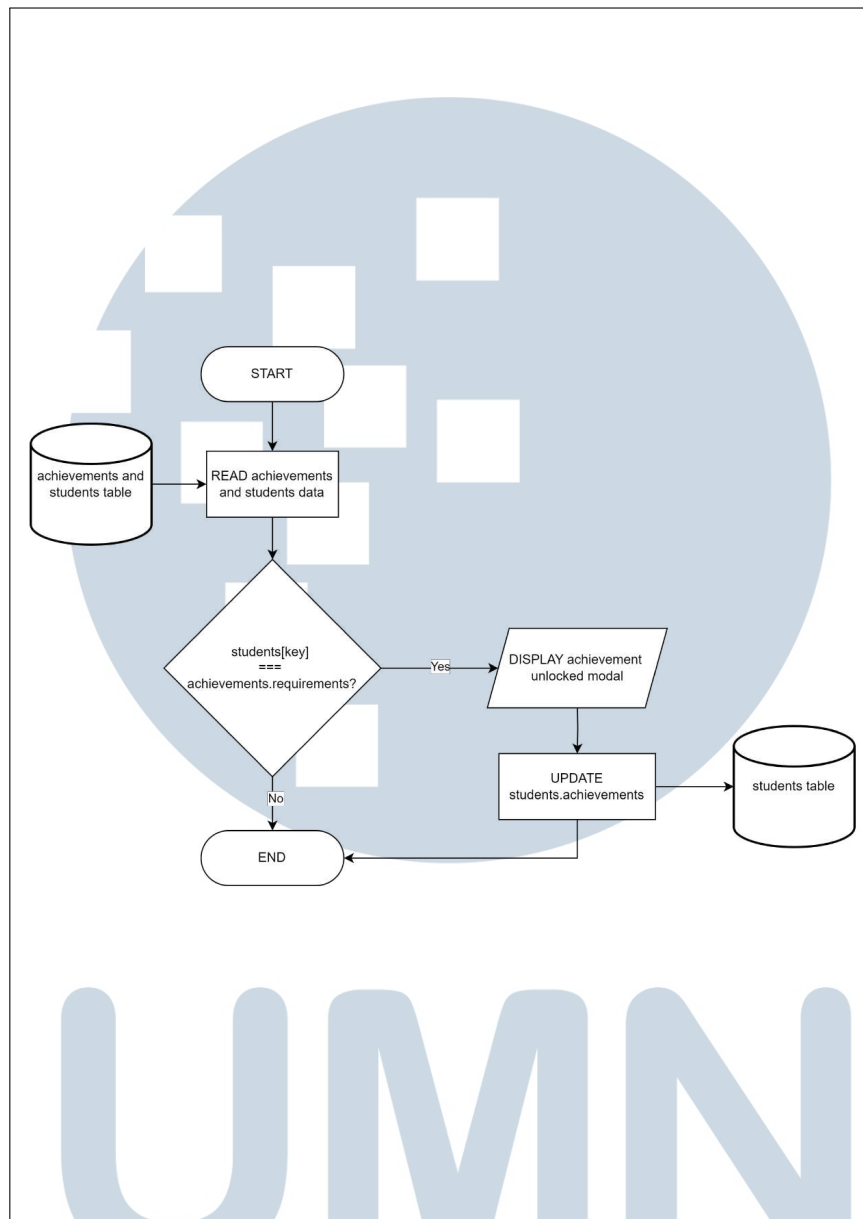 START
achievements and
students table
READ achievements
and students data
students[key]
===
achievements.requirements?
Yes
DISPLAY achievement
unlocked modal
UPDATE
students.achievements
students table
No
END
UMN